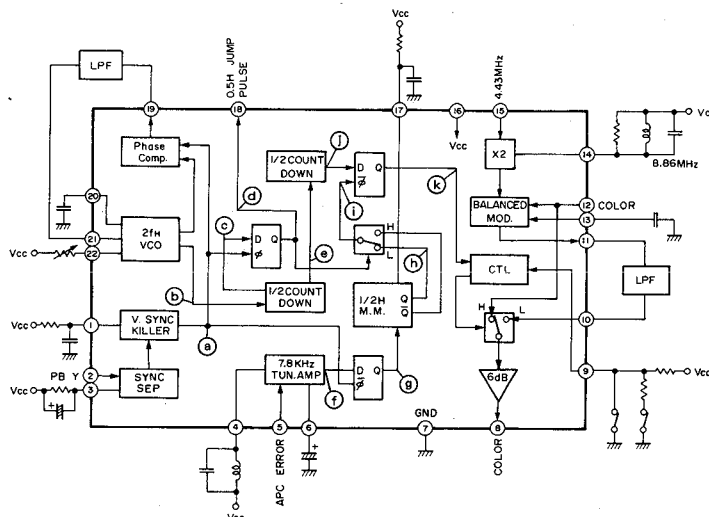 Vcc
LPF
0.5H JUMP
PULSE
4.43MHz
19
18
17
16
15
Vcc
Vc
Phase
Comp.
1/2 COUNT
DOWN
j
D Q
φ
X2
14
8.86MHz
d
i
k
20
c
H
L
BALANCED
MOD.
12 COLOR
13
11
21
22
Vcc
2fH
VCO
D Q
φ
e
h
CTL
LPF
b
1/2 COUNT
DOWN
1/2H
M.M.
Q
Q
H
L
10
Vcc
1
V. SYNC
KILLER
a
6dB
9
Vcc
2
PB Y
3
Vcc
SYNC
SEP
7.8KHz
TUN.AMP
f
D Q
φ
g
4
5
6
GND
7
8
APC ERROR
COLOR
Vcc